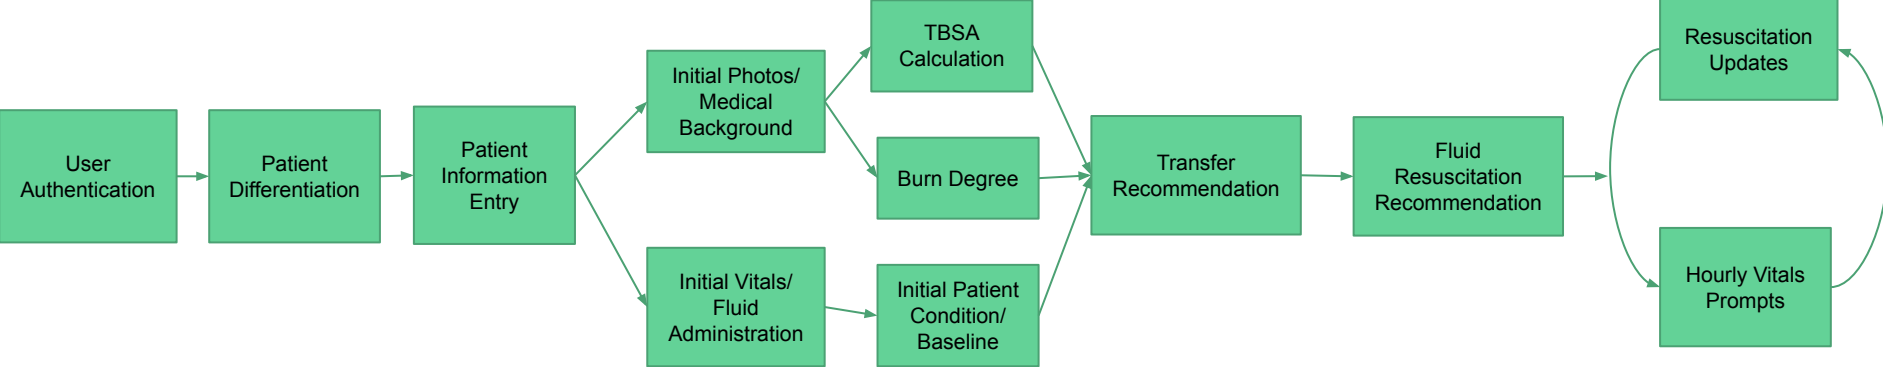 User
Authentication
Patient
Differentiation
Patient
Information
Entry
Initial Photos/
Medical
Background
Initial Vitals/
Fluid
Administration
TBSA
Calculation
Burn Degree
Initial Patient
Condition/
Baseline
Transfer
Recommendation
Fluid
Resuscitation
Recommendation
Resuscitation
Updates
Hourly Vitals
Prompts